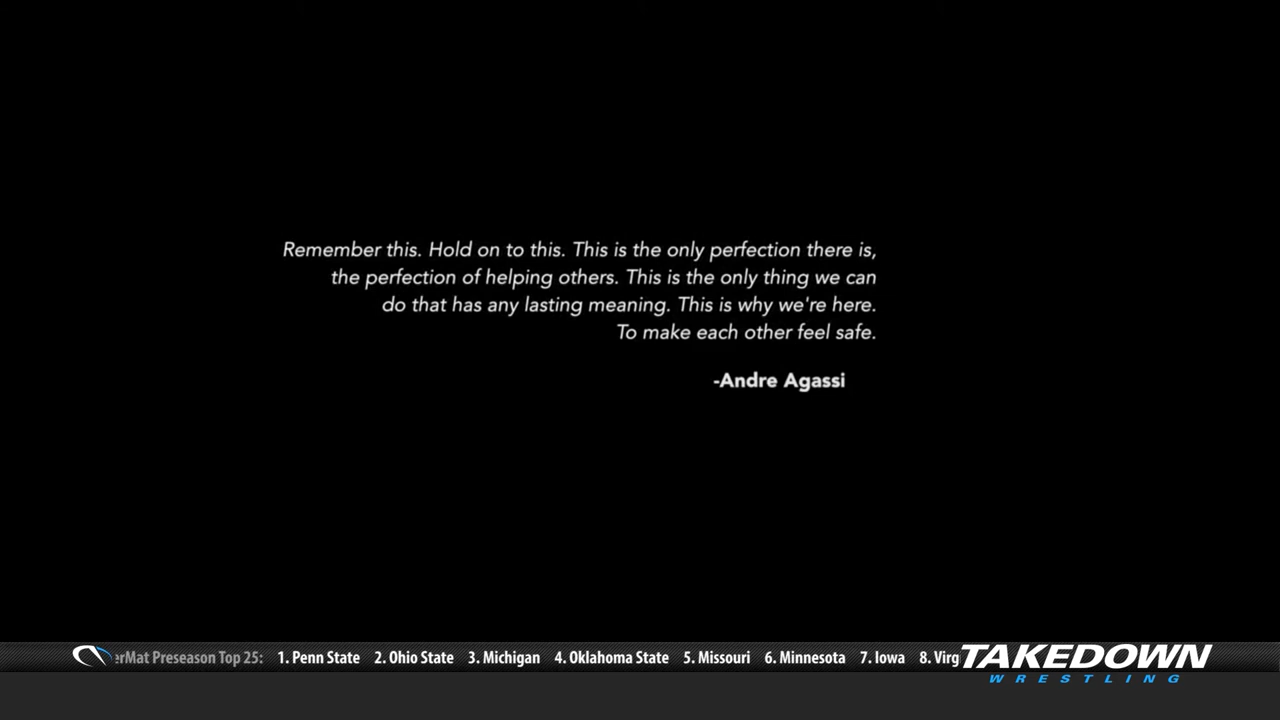 Remember this. Hold on to this. This is the only perfection there is,
the perfection of helping others. This is the only thing we can
do that has any lasting meaning. This is why we're here.
To make each other feel safe.
-Andre Agassi
erMat Preseason Top 25: 1. Penn State 2. Ohio State 3. Michigan 4. Oklahoma State 5. Missouri 6. Minnesota 7. Iowa 8. Virg
TAKEDOWN
WRESTLING